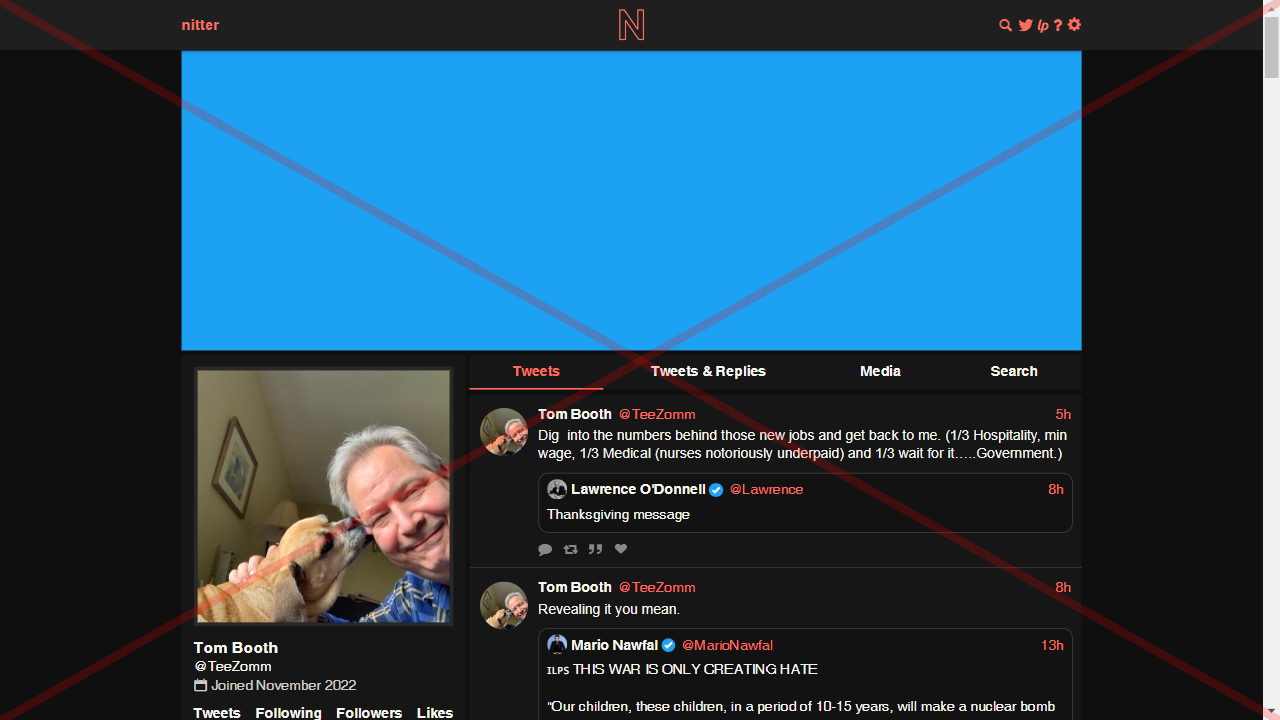 nitter
N
lp ?
Tweets Tweets & Replies Media Search
Tom Booth @TeeZomm 5h
Dig into the numbers behind those new jobs and get back to me. (1/3 Hospitality, min
wage, 1/3 Medical (nurses notoriously underpaid) and 1/3 wait for it…..Government.)
Lawrence O'Donnell @Lawrence 8h
Thanksgiving message
Tom Booth @TeeZomm 8h
Revealing it you mean.
Mario Nawfal @MarioNawfal 13h
🇮🇱🇵🇸 THIS WAR IS ONLY CREATING HATE
“Our children, these children, in a period of 10-15 years, will make a nuclear bomb
Tom Booth
@TeeZomm
Joined November 2022
Tweets Following Followers Likes